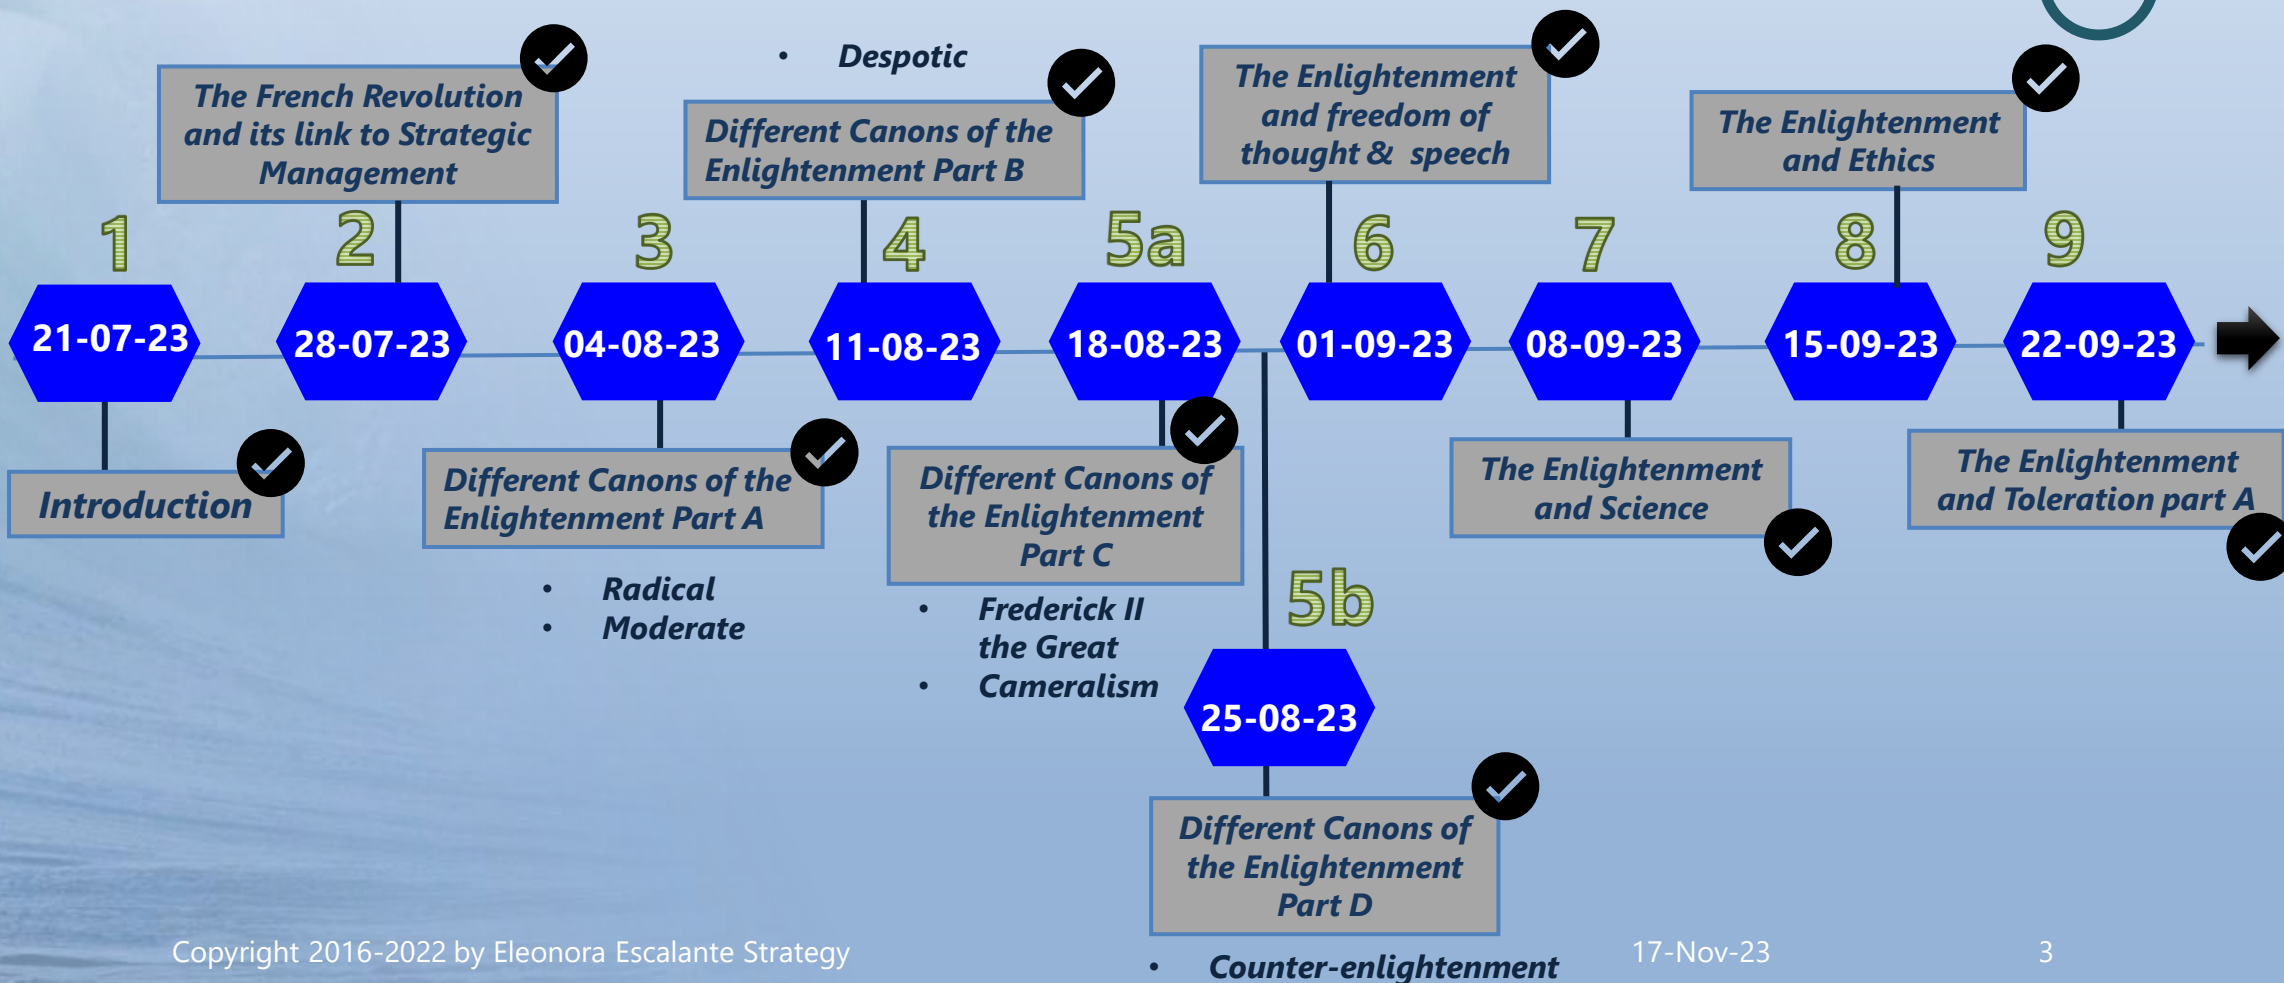 The French Revolution
and its link to Strategic
Management
• Despotic
Different Canons of the
Enlightenment Part B
The Enlightenment
and freedom of
thought & speech
The Enlightenment
and Ethics
1
2
3
4
5a
6
7
8
9
21-07-23
28-07-23
04-08-23
11-08-23
18-08-23
01-09-23
08-09-23
15-09-23
22-09-23
Introduction
Different Canons of the
Enlightenment Part A
• Radical
• Moderate
Different Canons of
the Enlightenment
Part C
• Frederick II
the Great
• Cameralism
The Enlightenment
and Science
The Enlightenment
and Toleration part A
5b
25-08-23
Different Canons of
the Enlightenment
Part D
• Counter-enlightenment
Copyright 2016-2022 by Eleonora Escalante Strategy
17-Nov-23
3